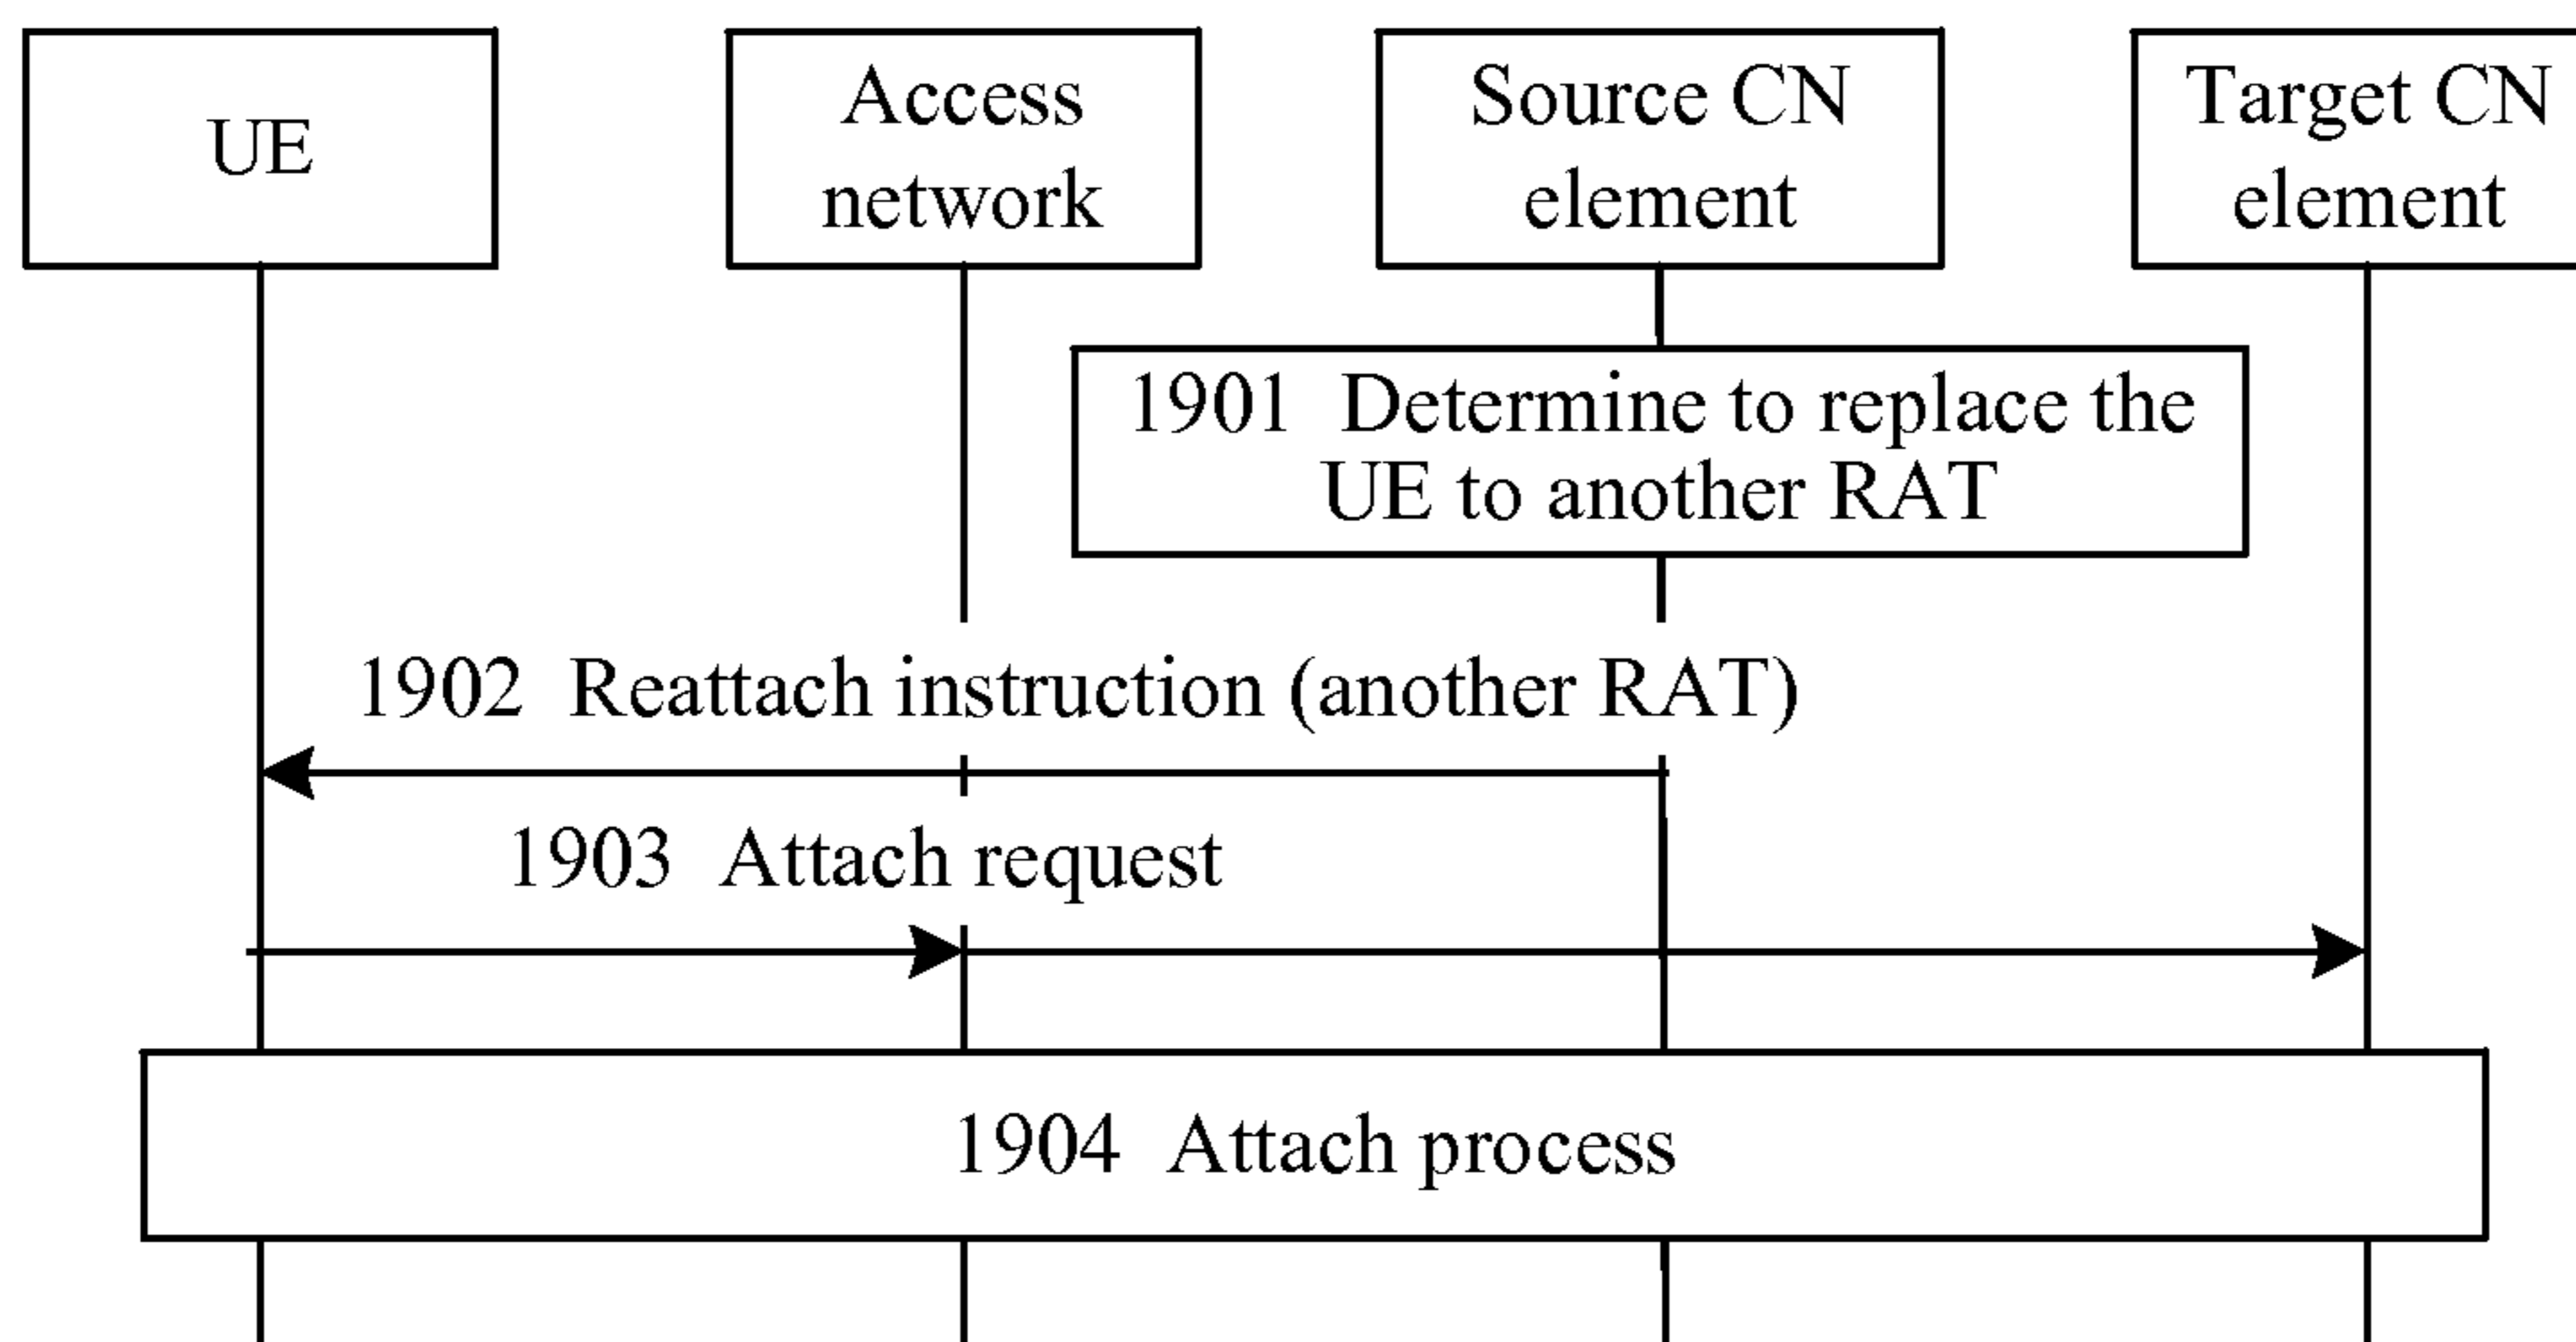 UE
Access
network
Source CN
element
Target CN
element
1901 Determine to replace the
UE to another RAT
1902 Reattach instruction (another RAT)
1903 Attach request
1904 Attach process